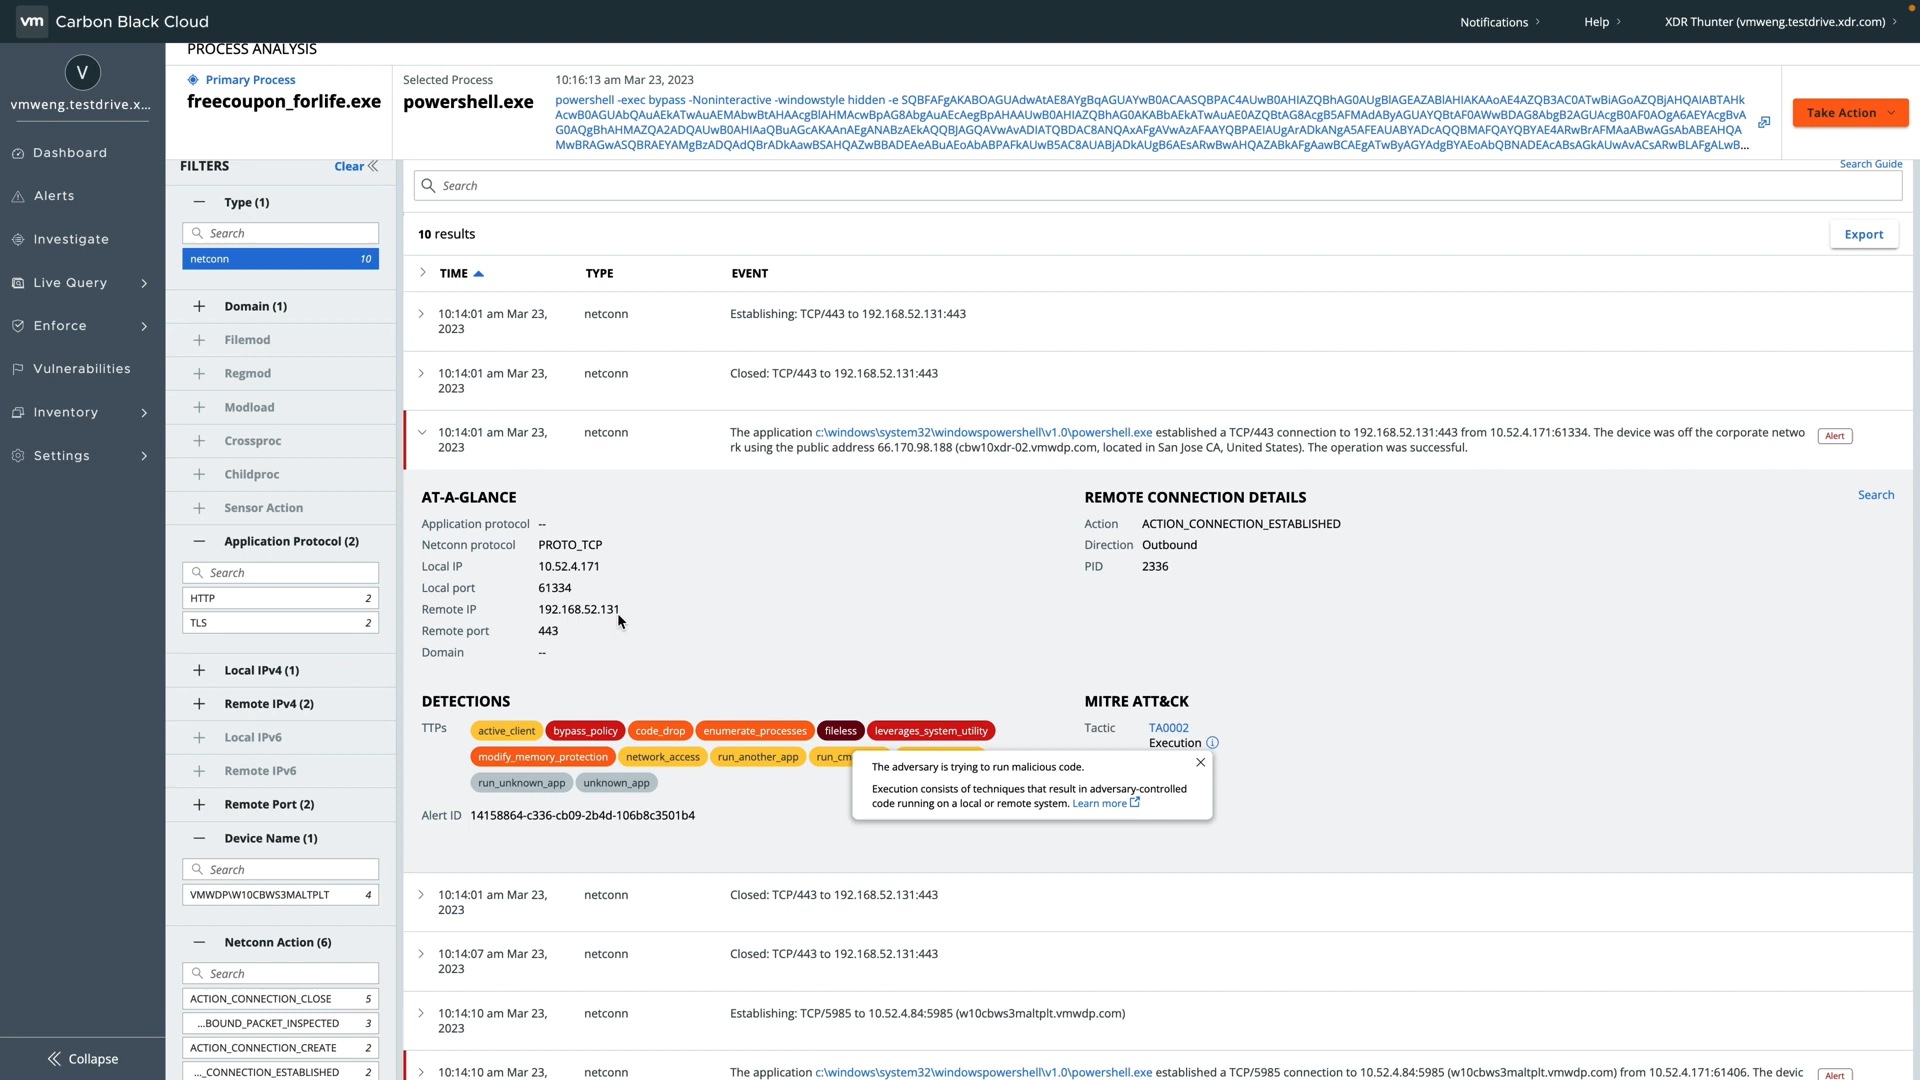 vm Carbon Black Cloud
Notifications
Help
XDR Thunter (vmweng.testdrive.xdr.com)
V
vmweng.testdrive.x...
Dashboard
Alerts
Investigate
Live Query
Enforce
Vulnerabilities
Inventory
Settings
Collapse
PROCESS ANALYSIS
Primary Process
freecoupon_forlife.exe
Selected Process
powershell.exe
10:16:13 am Mar 23, 2023
powershell -exec bypass -Noninteractive -windowstyle hidden -e
Take Action
FILTERS
Clear
Type (1)
Search
netconn 10
Domain (1)
Filemod
Regmod
Modload
Crossproc
Childproc
Sensor Action
Application Protocol (2)
Search
HTTP 2
TLS 2
Local IPv4 (1)
Remote IPv4 (2)
Local IPv6
Remote IPv6
Remote Port (2)
Device Name (1)
Search
VMWDP\W10CBWS3MALTPLT 4
Netconn Action (6)
Search
ACTION_CONNECTION_CLOSE 5
...BOUND_PACKET_INSPECTED 3
ACTION_CONNECTION_CREATE 2
..._CONNECTION_ESTABLISHED 2
Search Guide
Search
10 results
Export
TIME TYPE EVENT
10:14:01 am Mar 23, netconn Establishing: TCP/443 to 192.168.52.131:443
2023
10:14:01 am Mar 23, netconn Closed: TCP/443 to 192.168.52.131:443
2023
10:14:01 am Mar 23, netconn The application c:\windows\system32\windowspowershell\v1.0\powershell.exe established a TCP/443 connection to 192.168.52.131:443 from 10.52.4.171:61334. The device was off the corporate netwo Alert
2023 rk using the public address 66.170.98.188 (cbw10xdr-02.vmwdp.com, located in San Jose CA, United States). The operation was successful.
AT-A-GLANCE
Application protocol --
Netconn protocol PROTO_TCP
Local IP 10.52.4.171
Local port 61334
Remote IP 192.168.52.131
Remote port 443
Domain --
REMOTE CONNECTION DETAILS
Search
Action ACTION_CONNECTION_ESTABLISHED
Direction Outbound
PID 2336
DETECTIONS
TTPs active_client bypass_policy code_drop enumerate_processes fileless leverages_system_utility
modify_memory_protection network_access run_another_app run_cm
run_unknown_app unknown_app
Alert ID 14158864-c336-cb09-2b4d-106b8c3501b4
MITRE ATT&CK
Tactic TA0002
Execution
The adversary is trying to run malicious code.
Execution consists of techniques that result in adversary-controlled
code running on a local or remote system. Learn more
10:14:01 am Mar 23, netconn Closed: TCP/443 to 192.168.52.131:443
2023
10:14:07 am Mar 23, netconn Closed: TCP/443 to 192.168.52.131:443
2023
10:14:10 am Mar 23, netconn Establishing: TCP/5985 to 10.52.4.84:5985 (w10cbws3maltplt.vmwdp.com)
2023
10:14:10 am Mar 23, netconn The application c:\windows\system32\windowspowershell\v1.0\powershell.exe established a TCP/5985 connection to 10.52.4.84:5985 (w10cbws3maltplt.vmwdp.com) from 10.52.4.171:61406. The devic Alert